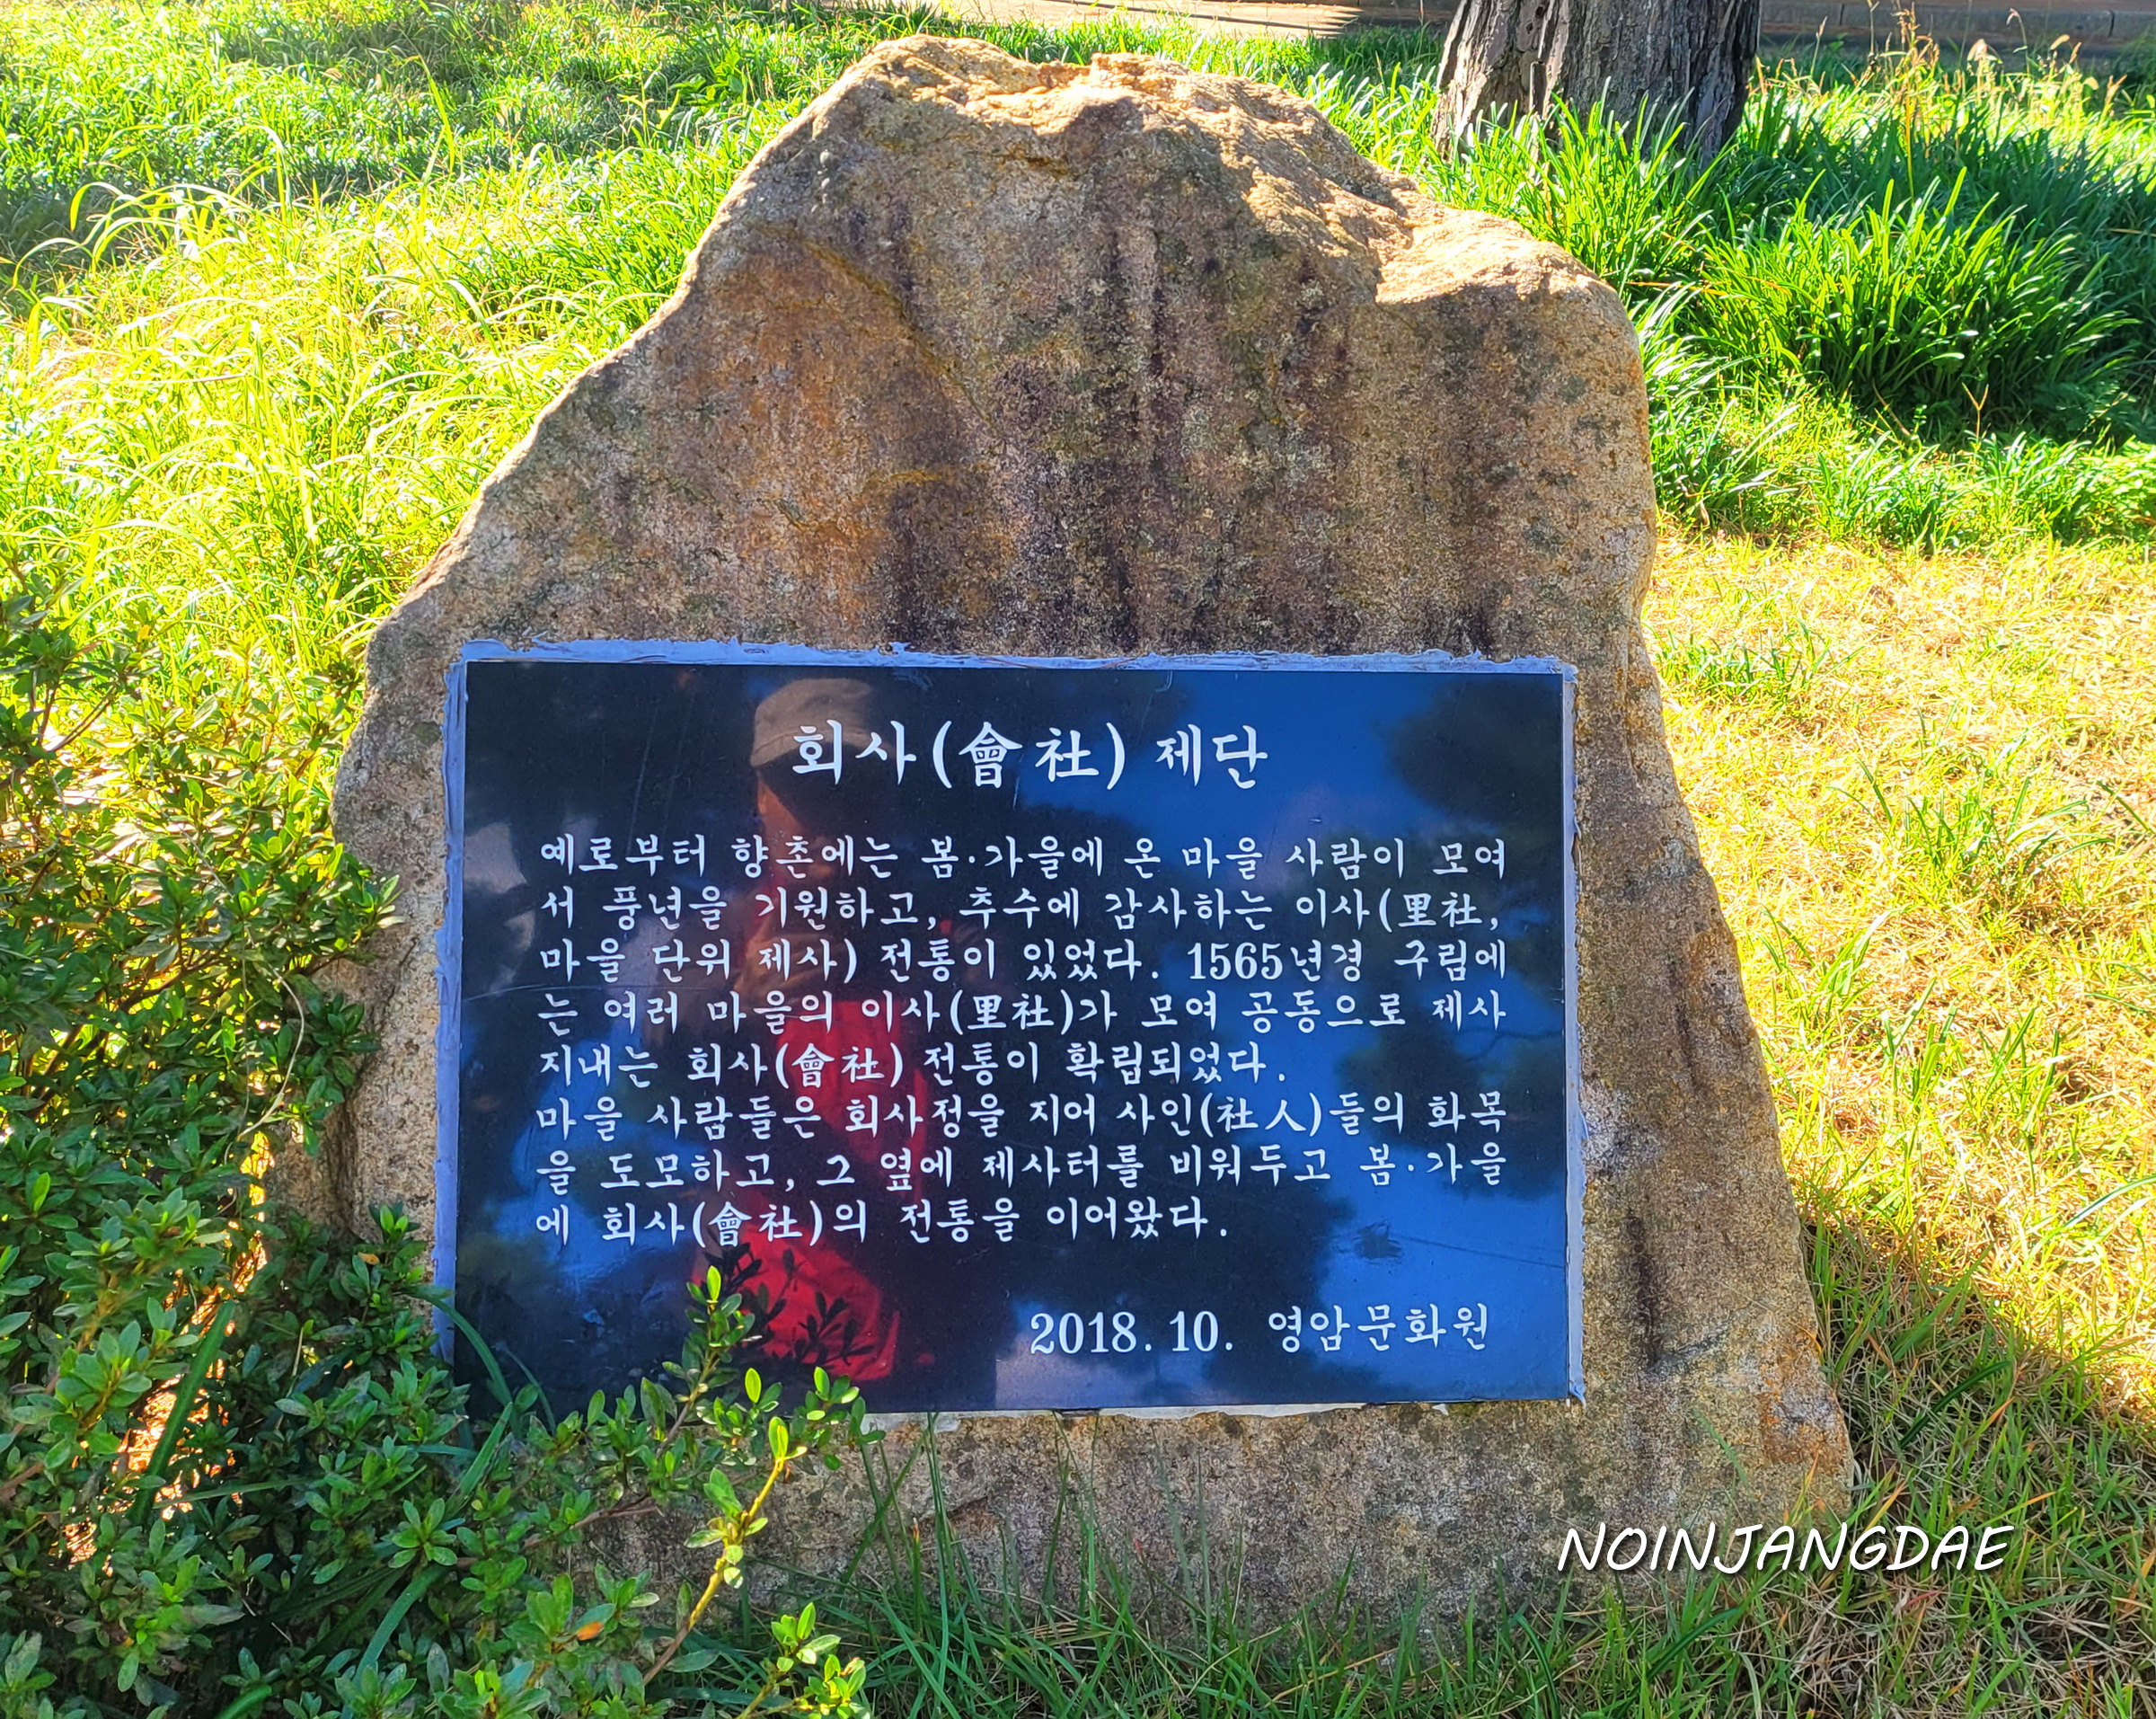 회사(會社) 제단
예로부터 향촌에는 봄·가을에 온 마을 사람이 모여
서 풍년을 기원하고, 추수에 감사하는 이사(里社,
마을 단위 제사) 전통이 있었다. 1565년경 구림에
는 여러 마을의 이사(里社)가 모여 공동으로 제사
지내는 회사(會社) 전통이 확립되었다.
마을 사람들은 회사정을 지어 사인(社人)들의 화목
을 도모하고, 그 옆에 제사터를 비워두고 봄·가을
에 회사(會社)의 전통을 이어왔다.
2018. 10. 영암문화원
NOINJANGDAE